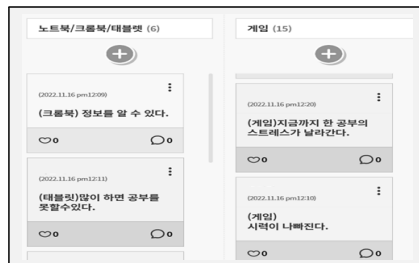 노트북/크롬북/태블렛 (6)
(2022.11.16 pm12:09)
(크롬북) 정보를 알 수 있다.
0 0
(2022.11.16 pm12:11)
(태블릿)많이 하면 공부를
못할수있다.
0 0
게임 (15)
(2022.11.16 pm12:20)
(게임)지금까지 한 공부의
스트레스가 날라간다.
0 0
(2022.11.16 pm12:10)
(게임)
시력이 나빠진다.
0 0